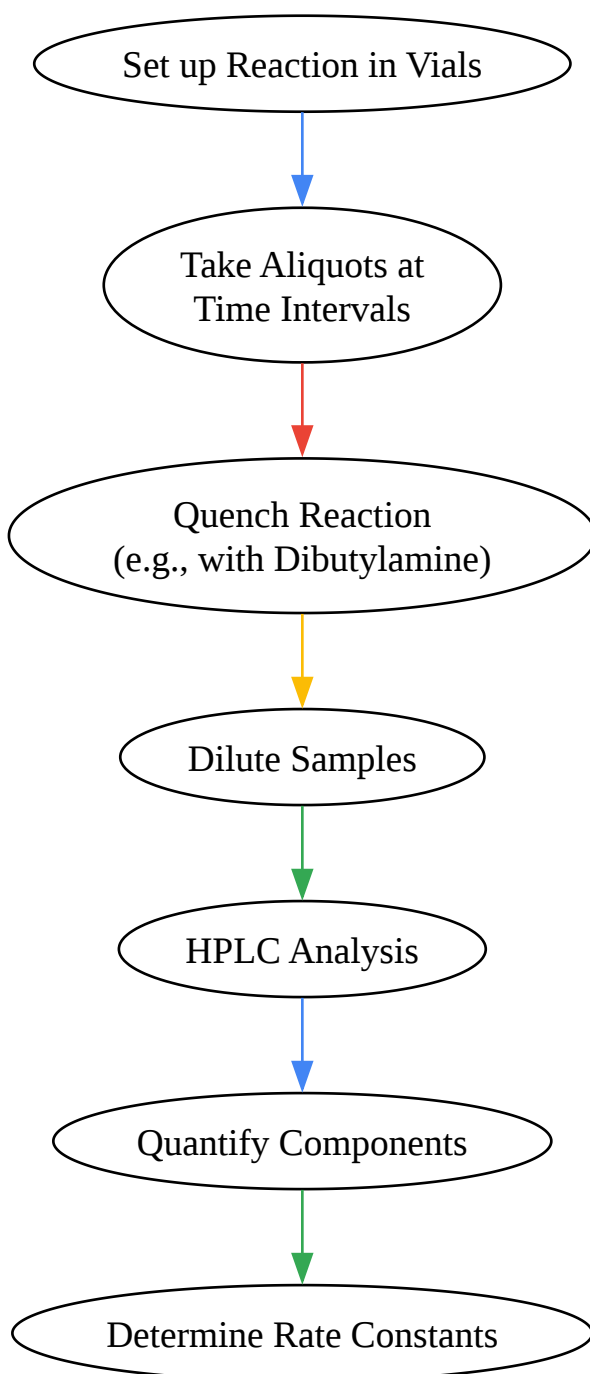 Set up Reaction in Vials
Take Aliquots at
Time Intervals
Quench Reaction
(e.g., with Dibutylamine)
Dilute Samples
HPLC Analysis
Quantify Components
Determine Rate Constants